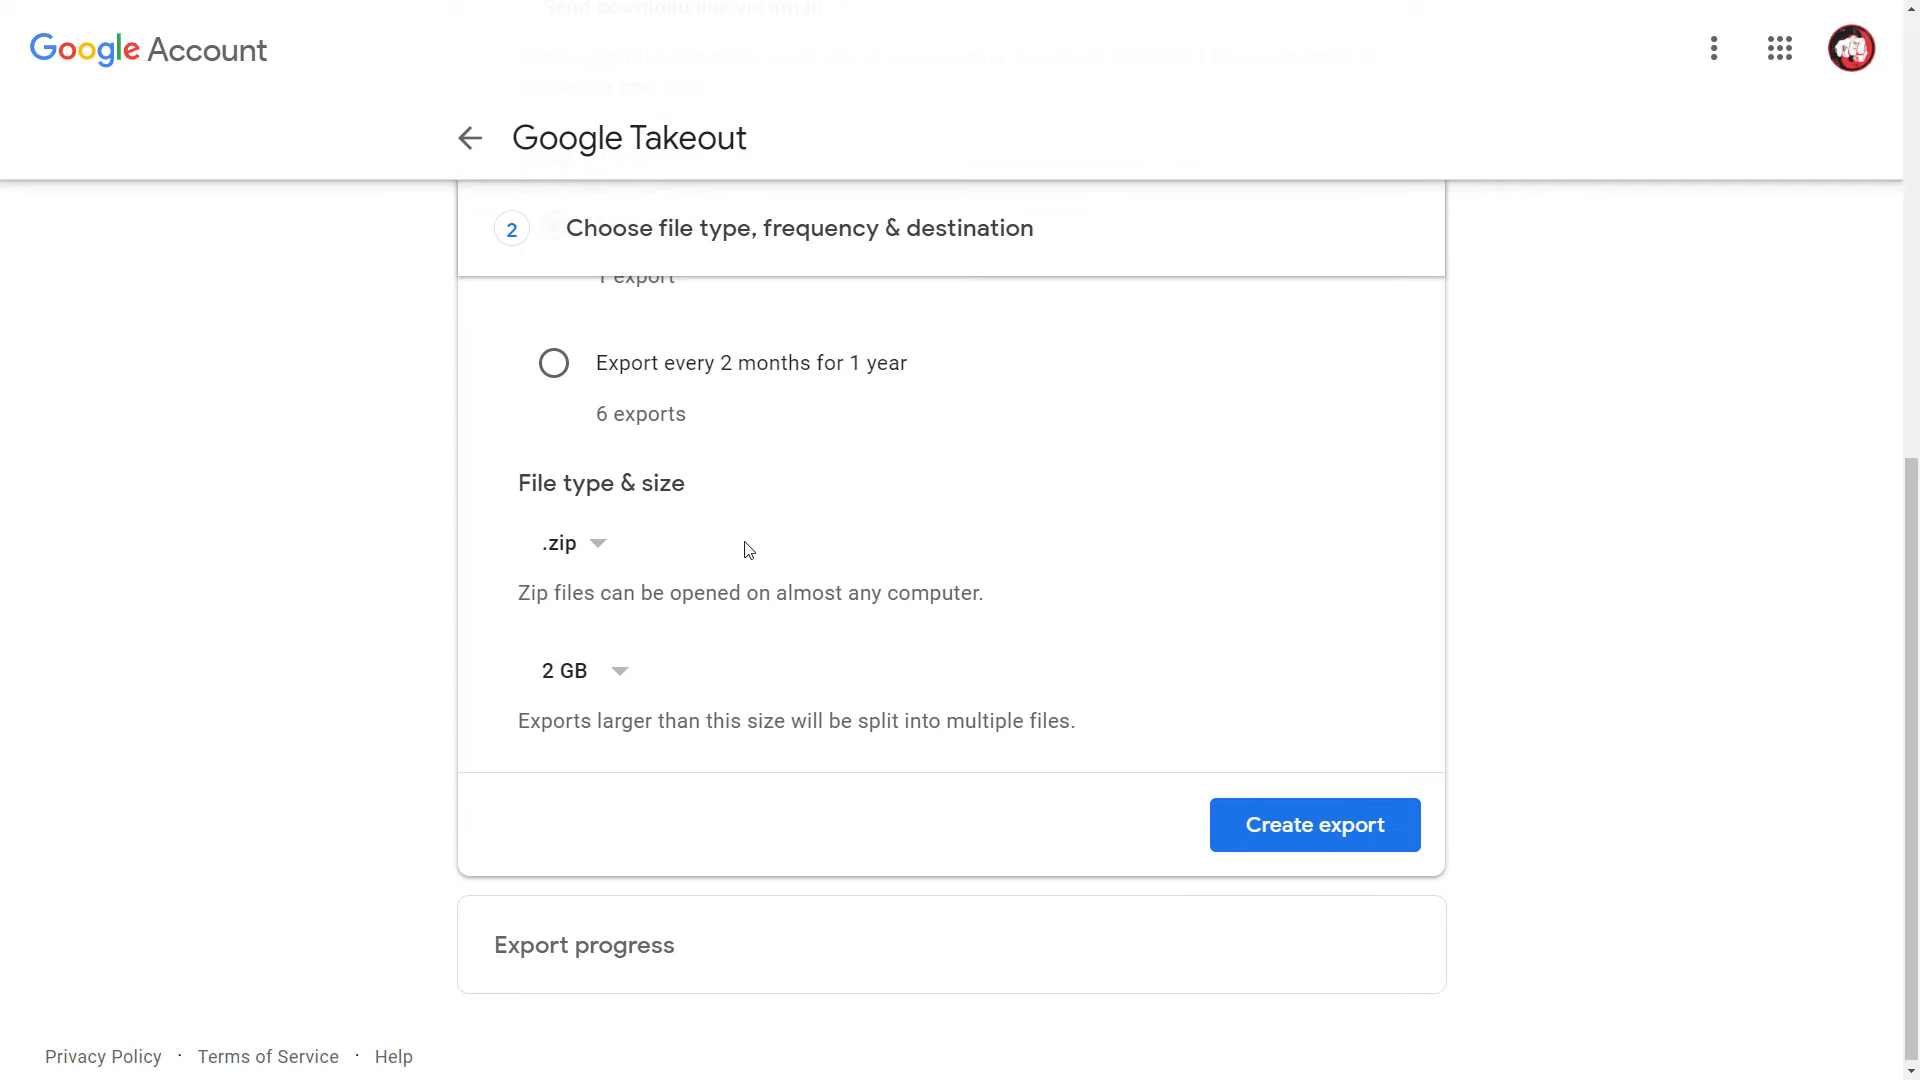 Google Account
Google Takeout
2 Choose file type, frequency & destination
1 export
Export every 2 months for 1 year
6 exports
File type & size
.zip
Zip files can be opened on almost any computer.
2 GB
Exports larger than this size will be split into multiple files.
Create export
Export progress
Privacy Policy · Terms of Service · Help